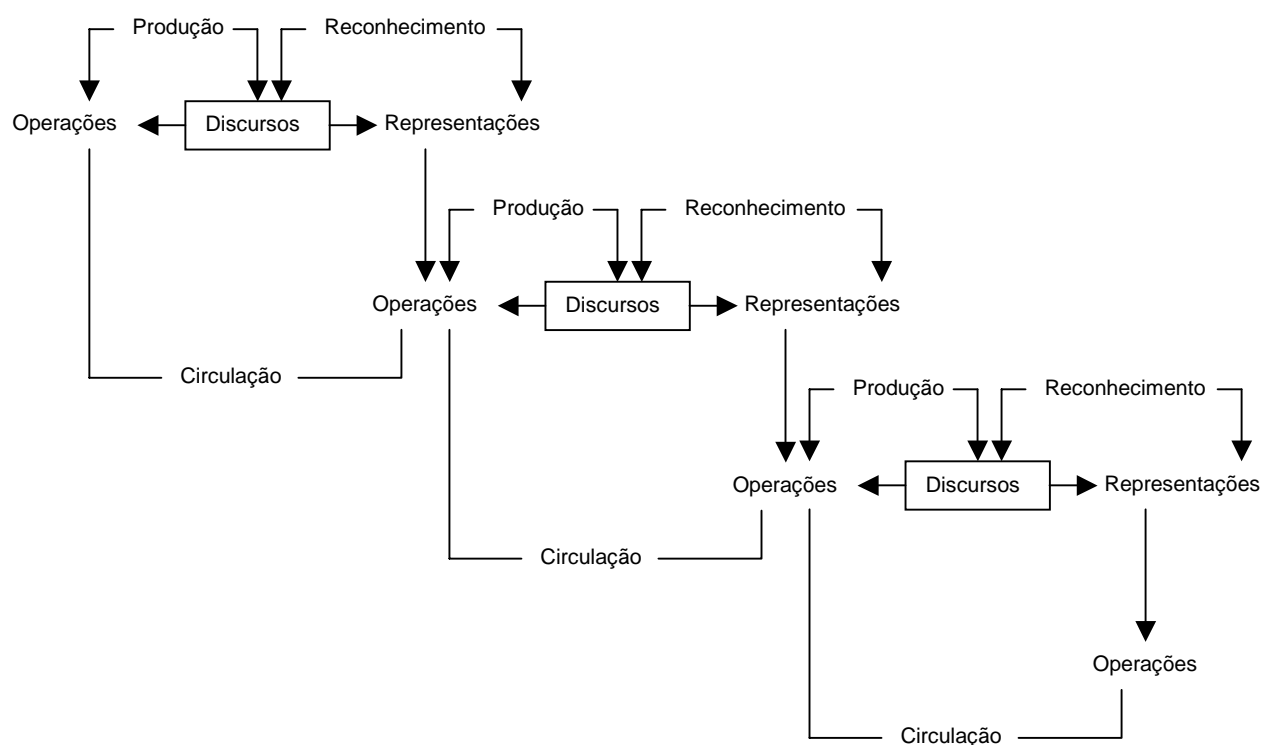 Produção Reconhecimento
Operações Discursos Representações
Produção Reconhecimento
Operações Discursos Representações
Circulação
Produção Reconhecimento
Operações Discursos Representações
Circulação
Operações
Circulação